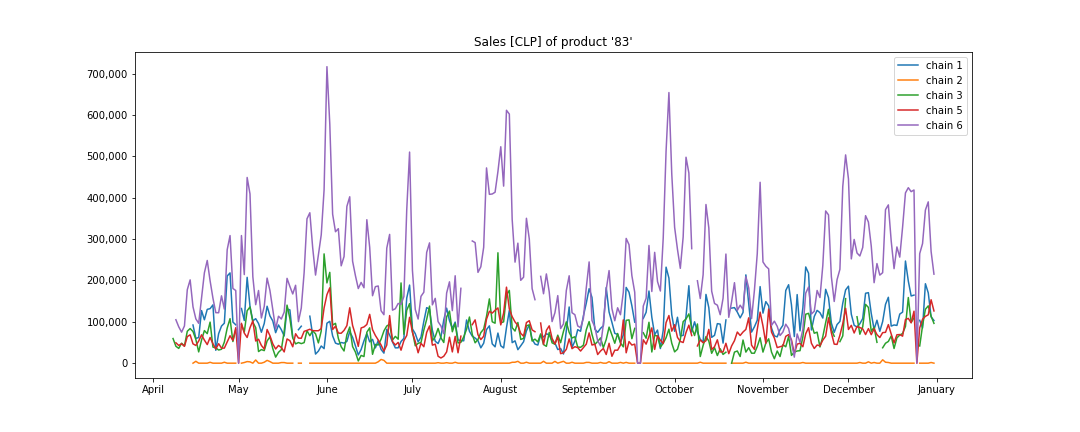 Sales [CLP] of product '83'
chain 1
chain 2
chain 3
chain 5
chain 6
700,000
600,000
500,000
400,000
300,000
200,000
100,000
0
April May June July August September October November December January